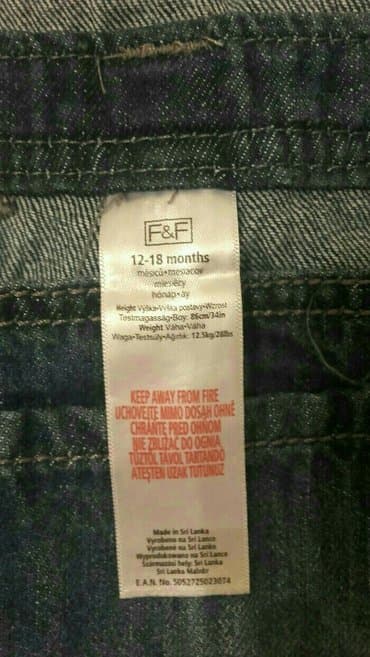 F&F
12-18 months
měsíců•mesiacov
miesięcy
hónap•ay
Height Výška•Výška postavy•Wzrost
Testmagasság•Boy: 86cm/34in
Weight Váha•Váha
Waga•Testsúly•Ağırlık: 12.5kg/28lbs
KEEP AWAY FROM FIRE
UCHOVEJTE MIMO DOSAH OHNĚ
CHRÁŇTE PRED OHŇOM
NIE ZBLIŻAĆ DO OGNIA
TŰZTŐL TÁVOL TARTANDÓ
ATEŞTEN UZAK TUTUNUZ
Made in Sri Lanka
Vyrobeno na Srí Lance
Vyrobené na Srí Lanke
Wyprodukowano na Sri Lance
Származási hely: Srí Lanka
Sri Lanka Malıdır
E.A.N. No. 5052725023074